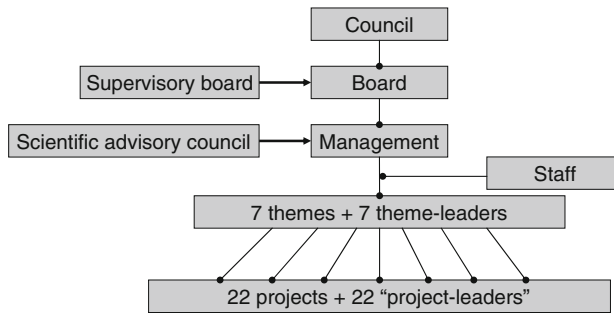 Council
Supervisory board
Board
Scientific advisory council
Management
Staff
7 themes + 7 theme-leaders
22 projects + 22 “project-leaders”